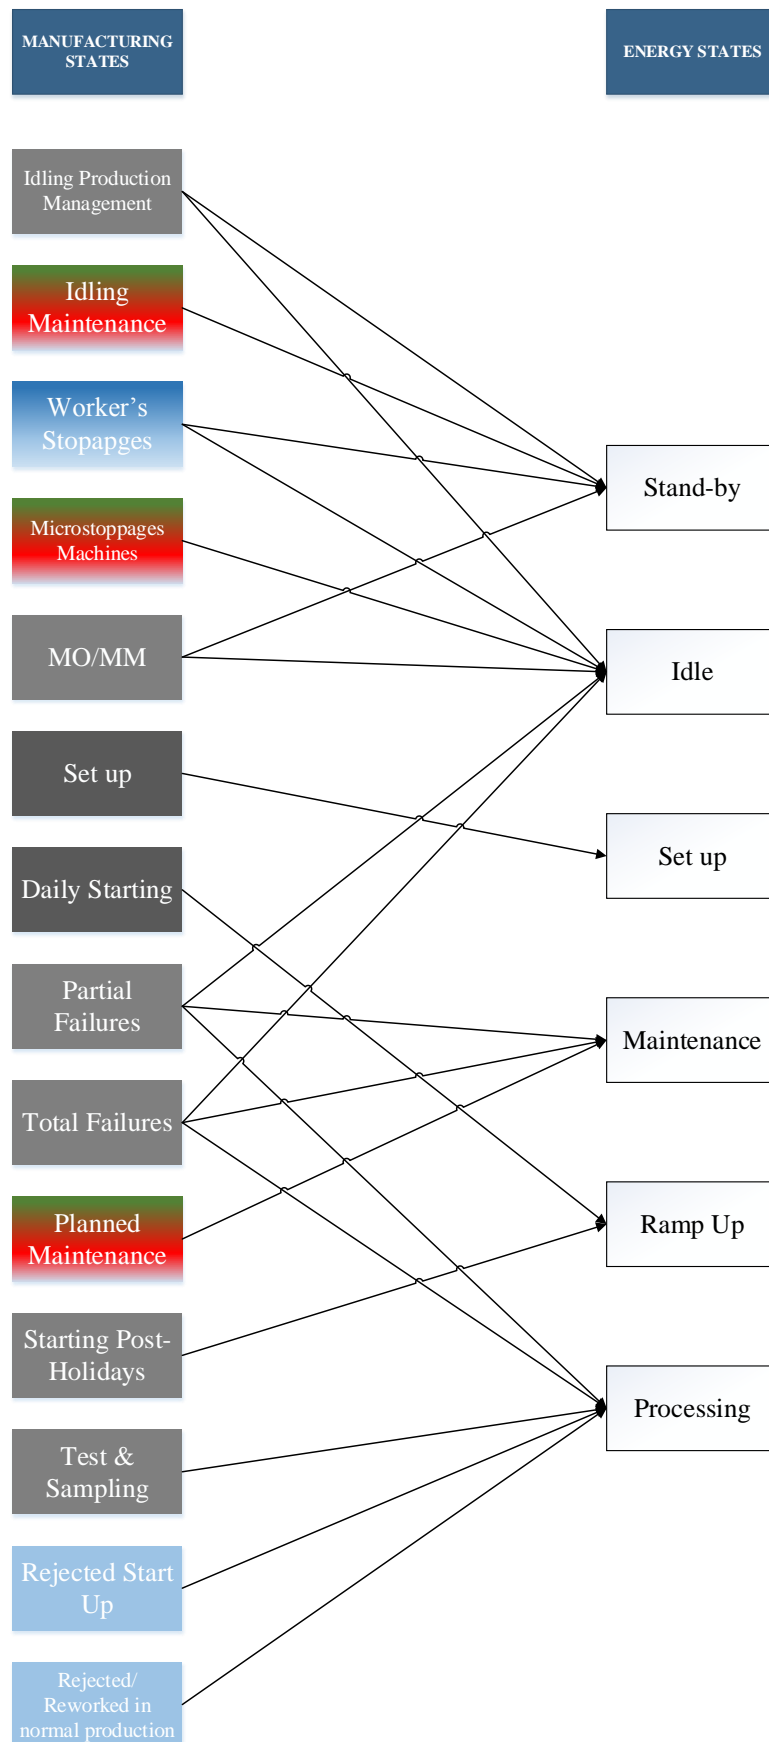 MANUFACTURING
STATES
ENERGY STATES
Idling Production
Management
Idling
Maintenance
Worker's
Stopapges
Microstoppages
Machines
MO/MM
Set up
Daily Starting
Partial
Failures
Total Failures
Planned
Maintenance
Starting Post-
Holidays
Test &
Sampling
Rejected Start
Up
Rejected/
Reworked in
normal production
Stand-by
Idle
Set up
Maintenance
Ramp Up
Processing